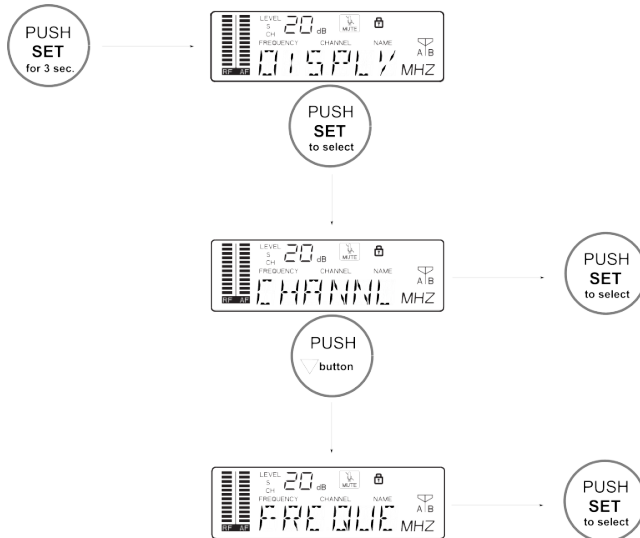 PUSH
SET
for 3 sec.
LEVEL
S
CH
20 dB
MUTE
FREQUENCY CHANNEL NAME
A B
DISPLY MHZ
RF AF
PUSH
SET
to select
LEVEL
S
CH
20 dB
MUTE
FREQUENCY CHANNEL NAME
A B
CHANNL MHZ
RF AF
PUSH
SET
to select
PUSH
button
LEVEL
S
CH
20 dB
MUTE
FREQUENCY CHANNEL NAME
A B
FREQUE MHZ
RF AF
PUSH
SET
to select